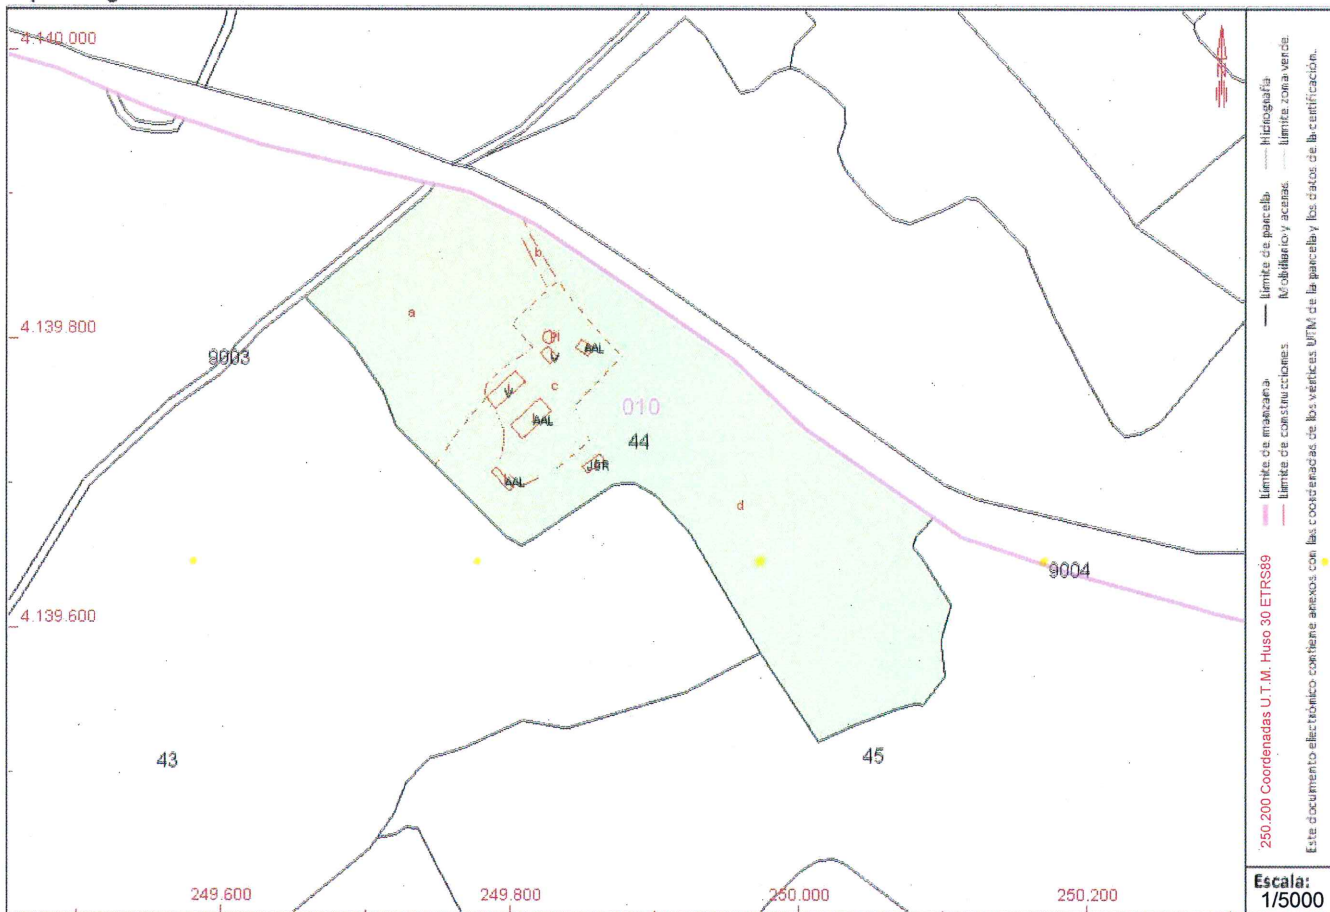 4.140.000
b
a
4.139.800
9003
PI
V
AAL
c
V
010
AAL
44
JGR
AAL
d
9004
4.139.600
43
45
249.600
249.800
250.000
250.200
250.200 Coordenadas U.T.M. Huso 30 ETRS89
Límite de manzana
Límite de parcela
Hidrografía
Límite de construcciones
Mobiliario y aceras
Límite zona verde
Este documento electrónico contiene anexos con las coordenadas de los vértices UTM de la parcela y los datos de la certificación.
Escala:
1/5000